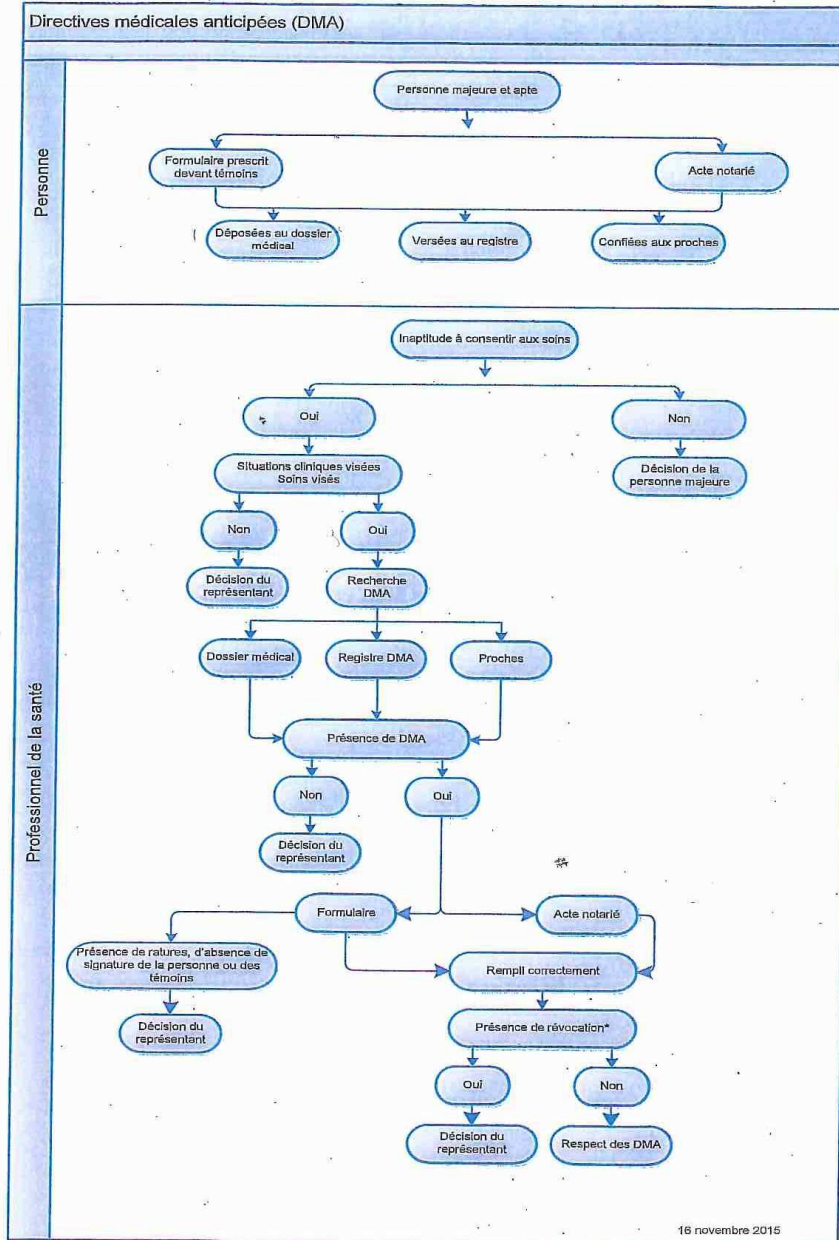 Directives médicales anticipées (DMA)
Personne
Personne majeure et apte
Formulaire prescrit
devant témoins
Acte notarié
Déposées au dossier
médical
Versées au registre
Confiées aux proches
Professionnel de la santé
Inaptitude à consentir aux soins
Oui
Non
Situations cliniques visées
Soins visés
Décision de la
personne majeure
Non
Oui
Décision du
représentant
Recherche
DMA
Dossier médical
Registre DMA
Proches
Présence de DMA
Non
Oui
Décision du
représentant
Formulaire
Acte notarié
Présence de ratures, d'absence de
signature de la personne ou des
témoins
Rempli correctement
Décision du
représentant
Présence de révocation*
Oui
Non
Décision du
représentant
Respect des DMA
16 novembre 2015